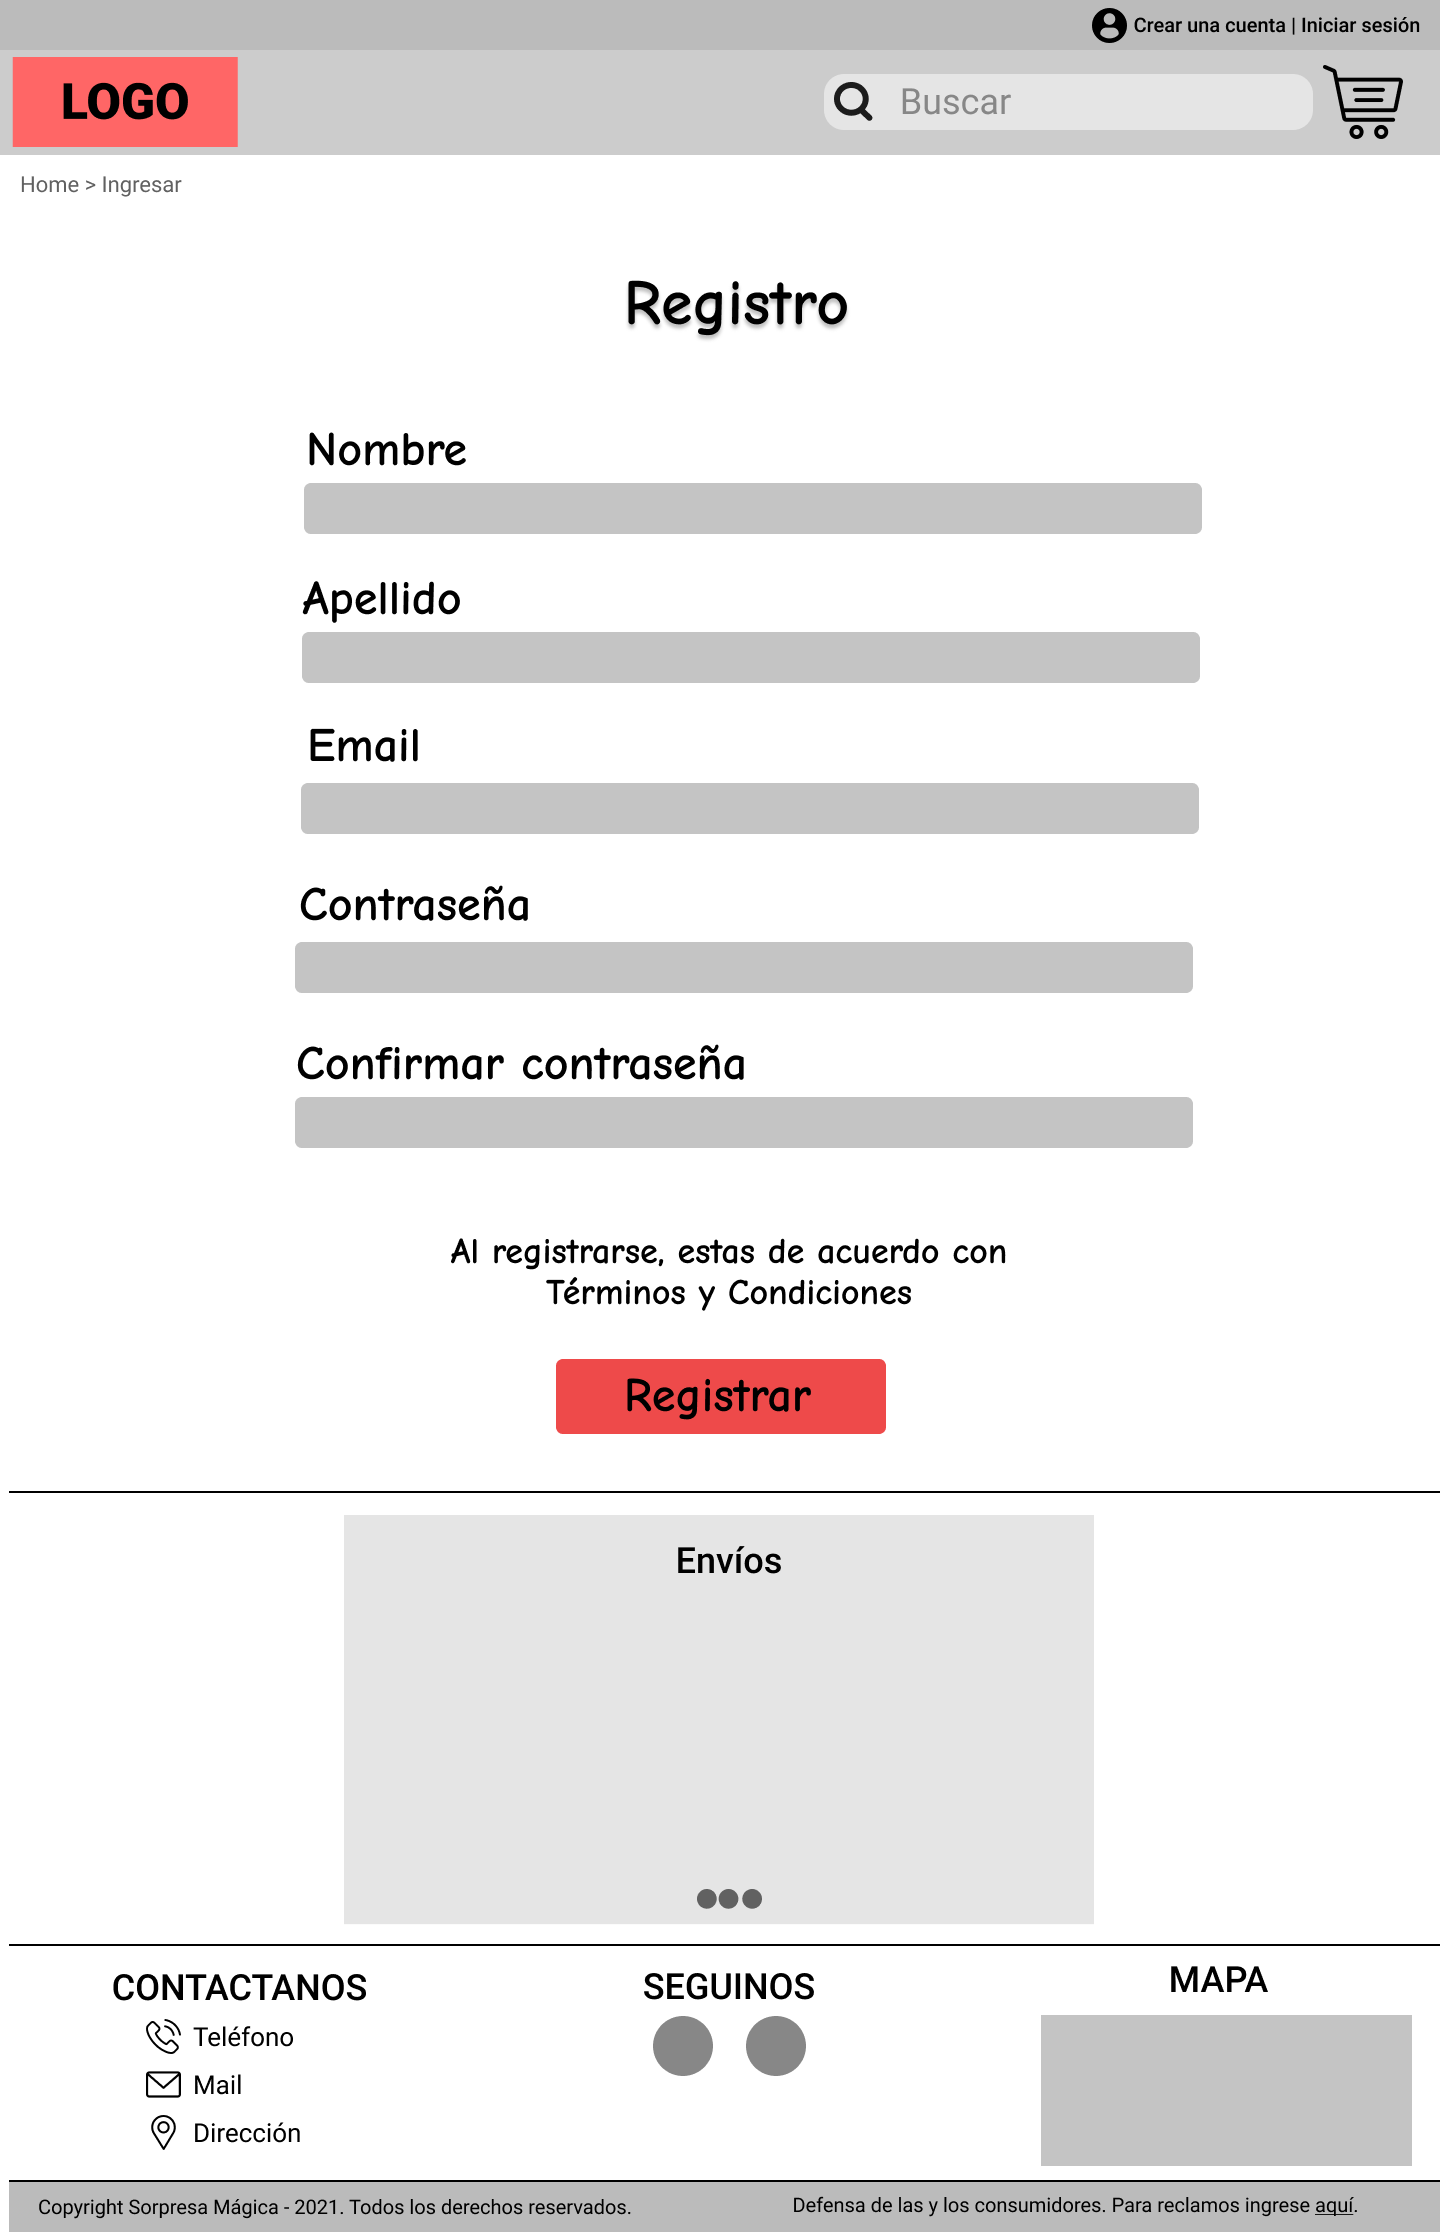 Crear una cuenta | Iniciar sesión
LOGO
Buscar
Home > Ingresar
Registro
Nombre
Apellido
Email
Contraseña
Confirmar contraseña
Al registrarse, estas de acuerdo con
Términos y Condiciones
Registrar
Envíos
CONTACTANOS
Teléfono
Mail
Dirección
SEGUINOS
MAPA
Copyright Sorpresa Mágica - 2021. Todos los derechos reservados.
Defensa de las y los consumidores. Para reclamos ingrese aquí.